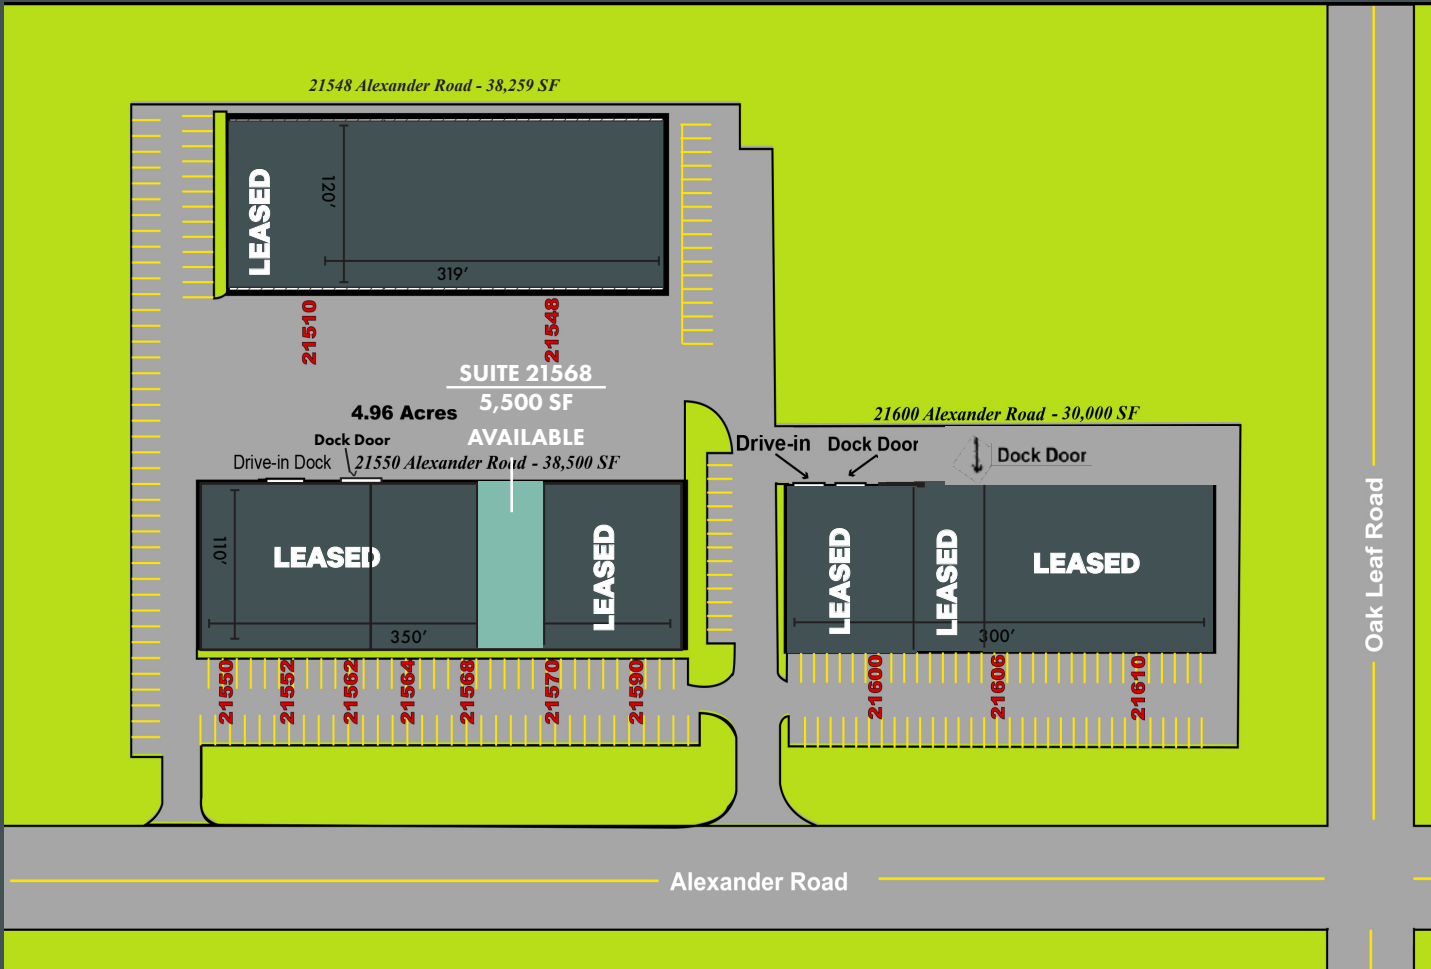 21548 Alexander Road - 38,259 SF
LEASED
120'
319'
21510
21548
SUITE 21568
5,500 SF
AVAILABLE
4.96 Acres
Dock Door
Drive-in Dock
21550 Alexander Road - 38,500 SF
21600 Alexander Road - 30,000 SF
Drive-in
Dock Door
Dock Door
110'
LEASED
LEASED
350'
LEASED
LEASED
LEASED
300'
21550
21552
21562
21564
21568
21570
21590
21600
21606
21610
Oak Leaf Road
Alexander Road